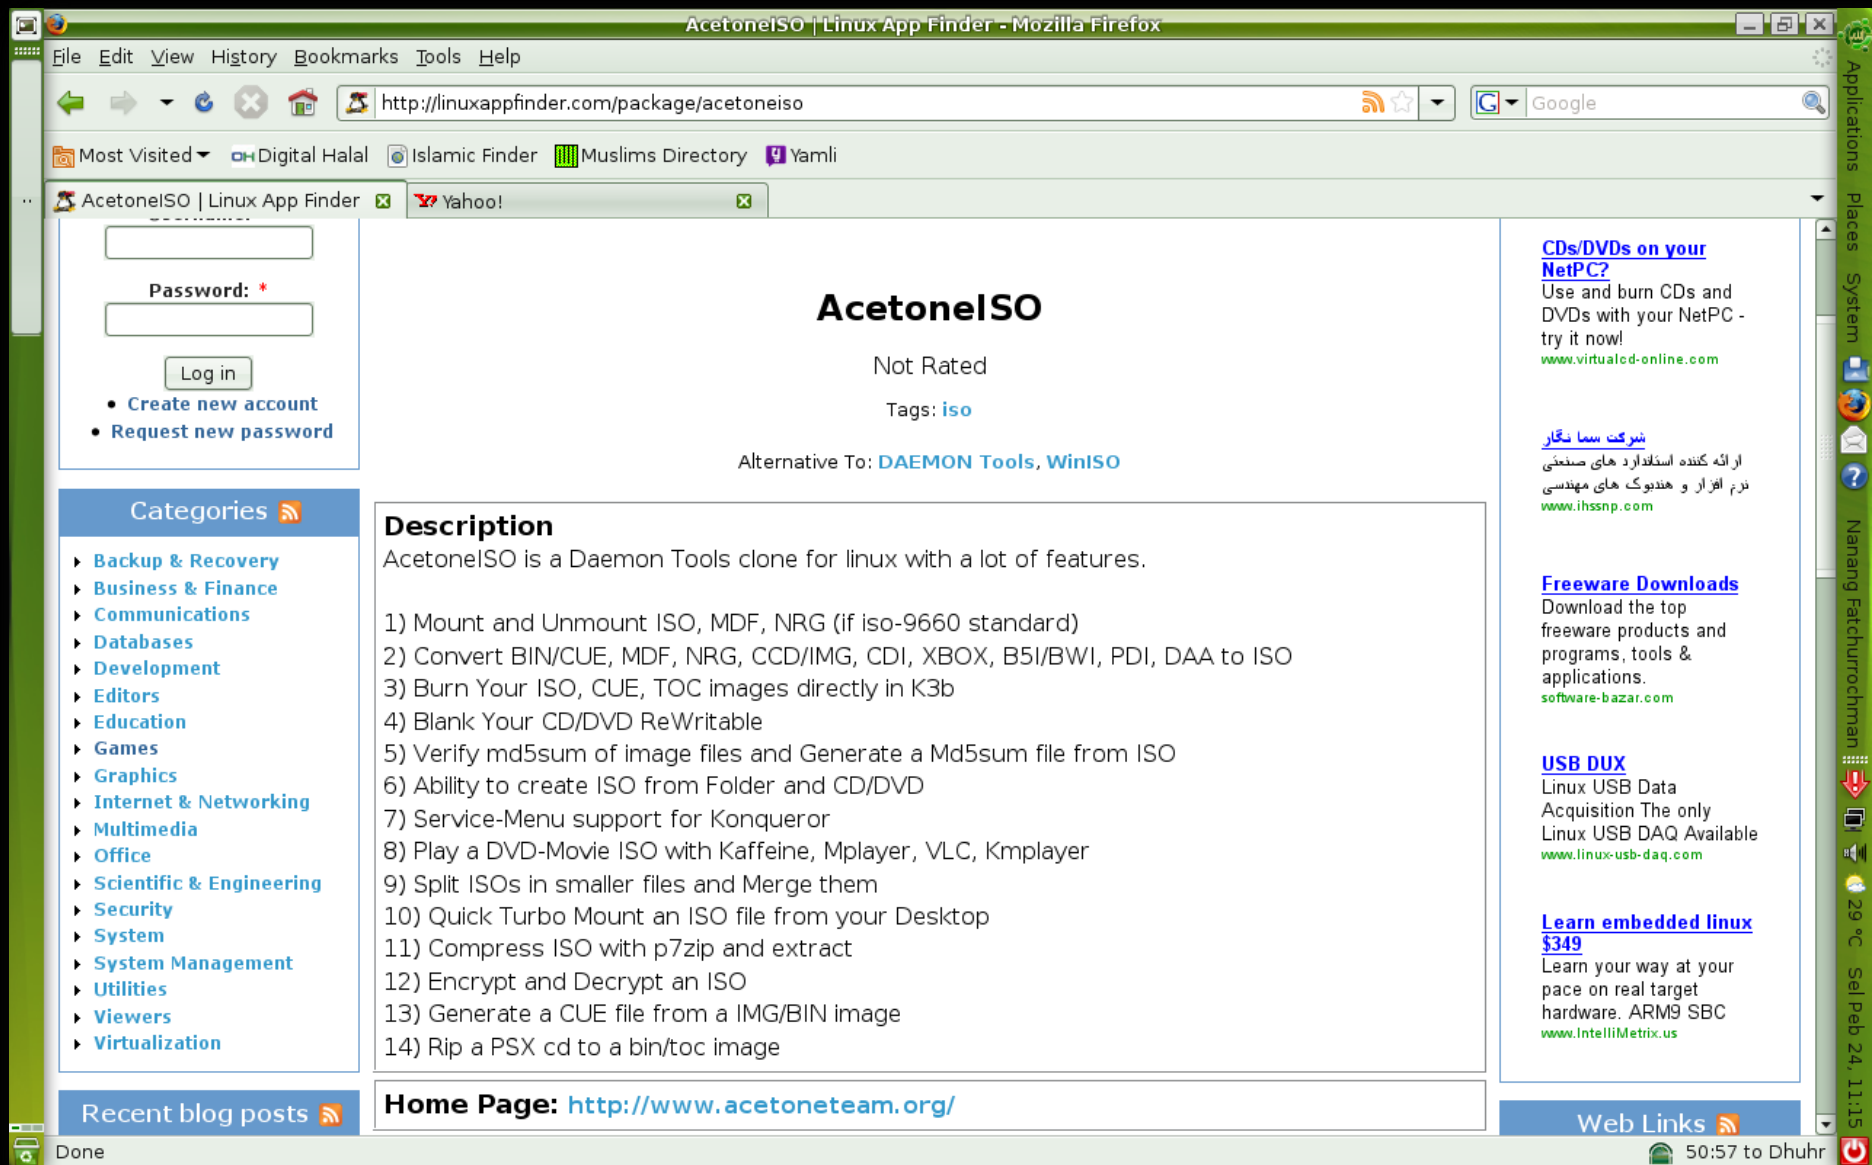 AcetoneISO | Linux App Finder - Mozilla Firefox
File Edit View History Bookmarks Tools Help
http://linuxappfinder.com/package/acetoneiso
G Google
Most Visited DH Digital Halal Islamic Finder Muslims Directory Yamli
AcetoneISO | Linux App Finder Yahoo!
Password: *
Log in
• Create new account
• Request new password
Categories
Backup & Recovery
Business & Finance
Communications
Databases
Development
Editors
Education
Games
Graphics
Internet & Networking
Multimedia
Office
Scientific & Engineering
Security
System
System Management
Utilities
Viewers
Virtualization
Recent blog posts
AcetoneISO
Not Rated
Tags: iso
Alternative To: DAEMON Tools, WinISO
Description
AcetoneISO is a Daemon Tools clone for linux with a lot of features.
1) Mount and Unmount ISO, MDF, NRG (if iso-9660 standard)
2) Convert BIN/CUE, MDF, NRG, CCD/IMG, CDI, XBOX, B5I/BWI, PDI, DAA to ISO
3) Burn Your ISO, CUE, TOC images directly in K3b
4) Blank Your CD/DVD ReWritable
5) Verify md5sum of image files and Generate a Md5sum file from ISO
6) Ability to create ISO from Folder and CD/DVD
7) Service-Menu support for Konqueror
8) Play a DVD-Movie ISO with Kaffeine, Mplayer, VLC, Kmplayer
9) Split ISOs in smaller files and Merge them
10) Quick Turbo Mount an ISO file from your Desktop
11) Compress ISO with p7zip and extract
12) Encrypt and Decrypt an ISO
13) Generate a CUE file from a IMG/BIN image
14) Rip a PSX cd to a bin/toc image
Home Page: http://www.acetoneteam.org/
CDs/DVDs on your
NetPC?
Use and burn CDs and
DVDs with your NetPC -
try it now!
www.virtualcd-online.com
شرکت سما نگار
ارائه کننده استاندارد های صنعتی
نرم افزار و هندبوک های مهندسی
www.ihssnp.com
Freeware Downloads
Download the top
freeware products and
programs, tools &
applications.
software-bazar.com
USB DUX
Linux USB Data
Acquisition The only
Linux USB DAQ Available
www.linux-usb-daq.com
Learn embedded linux
$349
Learn your way at your
pace on real target
hardware. ARM9 SBC
www.IntelliMetrix.us
Web Links
Done
50:57 to Dhuhr
Applications Places System
Nanang Fatchurrochman
29 °C Sel Peb 24, 11:15